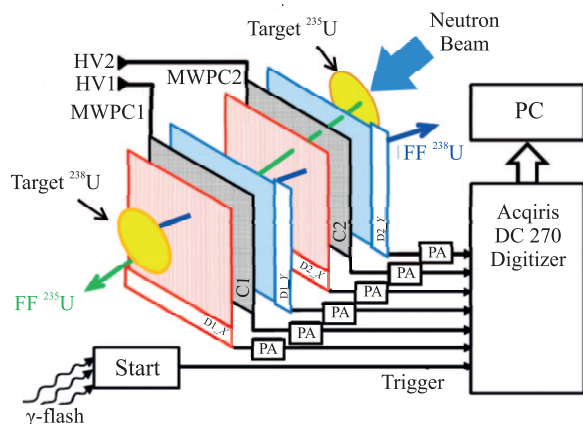 Target ²³⁵U
Neutron
Beam
HV2
HV1
MWPC2
MWPC1
PC
FF ²³⁸U
Target ²³⁸U
D2_Y
C2
D2_X
D1_Y
C1
D1_X
FF ²³⁵U
PA
PA
PA
PA
PA
PA
Acqiris
DC 270
Digitizer
Start
Trigger
γ-flash